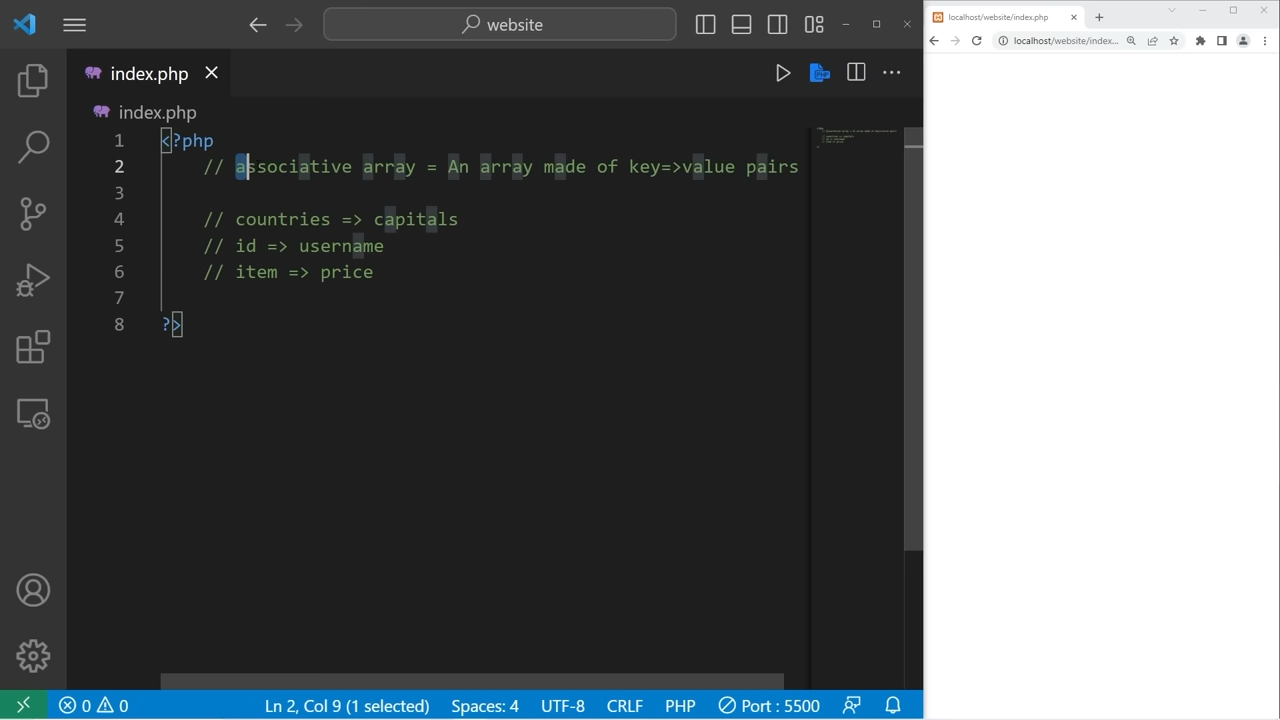 website
localhost/website/index.php
localhost/website/index...
index.php
index.php
1 <?php
2 // associative array = An array made of key=>value pairs
3
4 // countries => capitals
5 // id => username
6 // item => price
7
8 ?>
0 0 Ln 2, Col 9 (1 selected) Spaces: 4 UTF-8 CRLF PHP Port : 5500